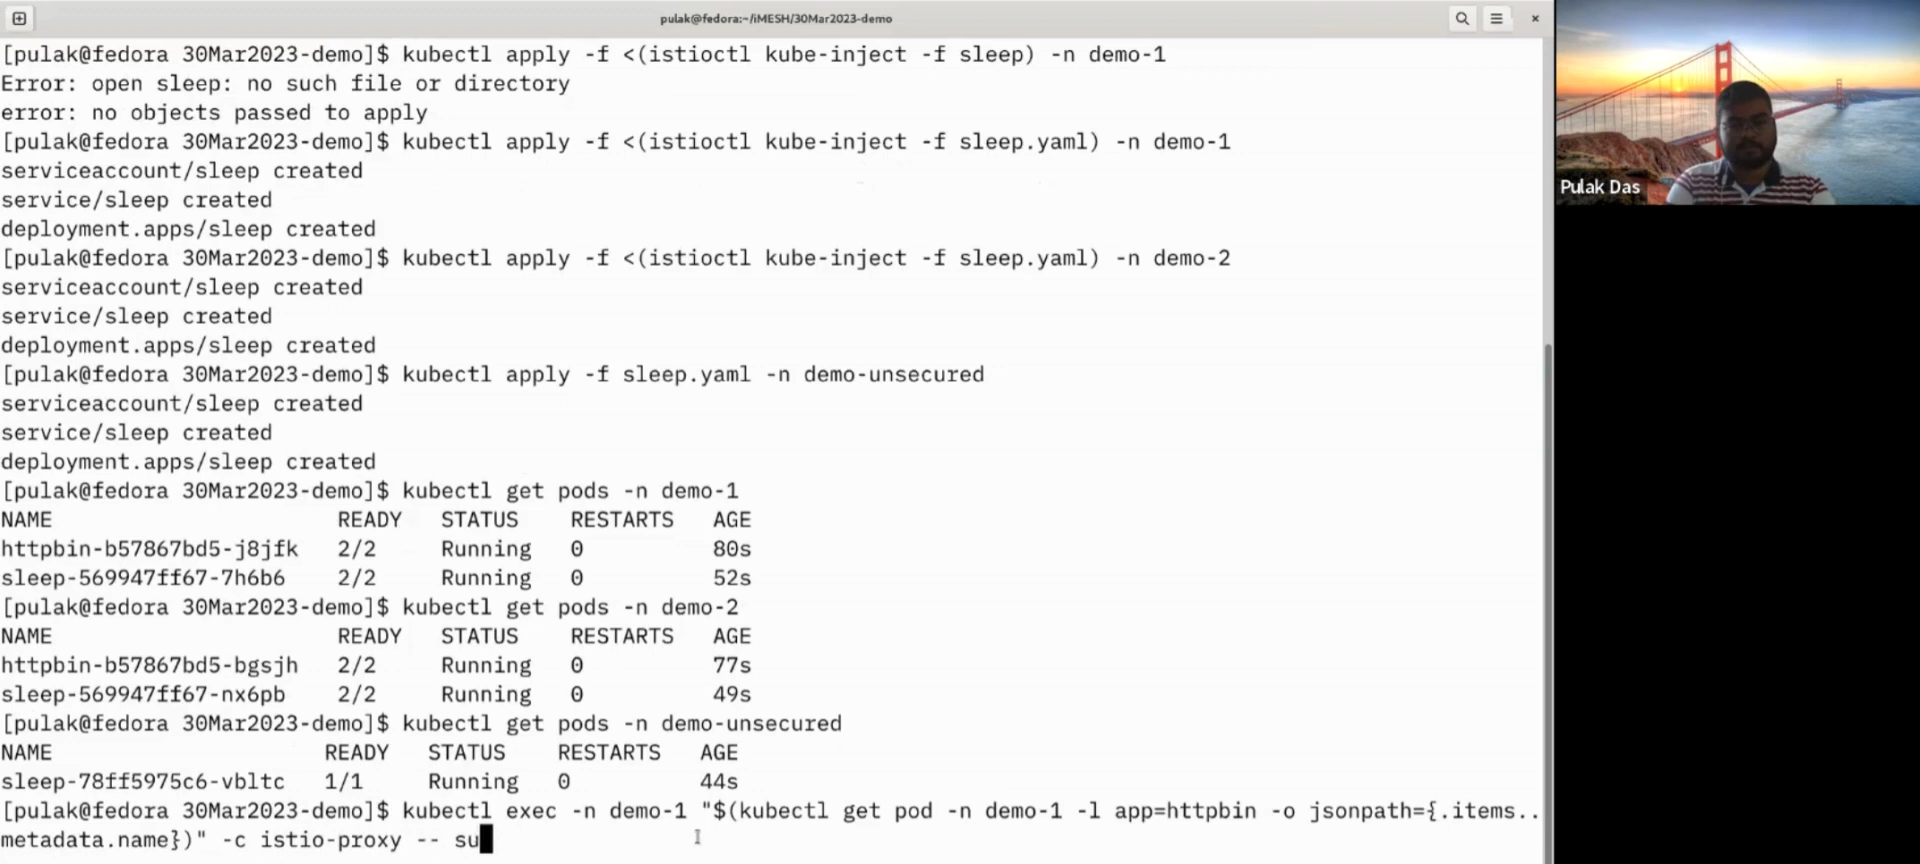 pulak@fedora:~/iMESH/30Mar2023-demo
[pulak@fedora 30Mar2023-demo]$ kubectl apply -f <(istioctl kube-inject -f sleep) -n demo-1
Error: open sleep: no such file or directory
error: no objects passed to apply
[pulak@fedora 30Mar2023-demo]$ kubectl apply -f <(istioctl kube-inject -f sleep.yaml) -n demo-1
serviceaccount/sleep created
service/sleep created
deployment.apps/sleep created
[pulak@fedora 30Mar2023-demo]$ kubectl apply -f <(istioctl kube-inject -f sleep.yaml) -n demo-2
serviceaccount/sleep created
service/sleep created
deployment.apps/sleep created
[pulak@fedora 30Mar2023-demo]$ kubectl apply -f sleep.yaml -n demo-unsecured
serviceaccount/sleep created
service/sleep created
deployment.apps/sleep created
[pulak@fedora 30Mar2023-demo]$ kubectl get pods -n demo-1
NAME READY STATUS RESTARTS AGE
httpbin-b57867bd5-j8jfk 2/2 Running 0 80s
sleep-569947ff67-7h6b6 2/2 Running 0 52s
[pulak@fedora 30Mar2023-demo]$ kubectl get pods -n demo-2
NAME READY STATUS RESTARTS AGE
httpbin-b57867bd5-bgsjh 2/2 Running 0 77s
sleep-569947ff67-nx6pb 2/2 Running 0 49s
[pulak@fedora 30Mar2023-demo]$ kubectl get pods -n demo-unsecured
NAME READY STATUS RESTARTS AGE
sleep-78ff5975c6-vbltc 1/1 Running 0 44s
[pulak@fedora 30Mar2023-demo]$ kubectl exec -n demo-1 "$(kubectl get pod -n demo-1 -l app=httpbin -o jsonpath={.items..
metadata.name})" -c istio-proxy -- su
Pulak Das